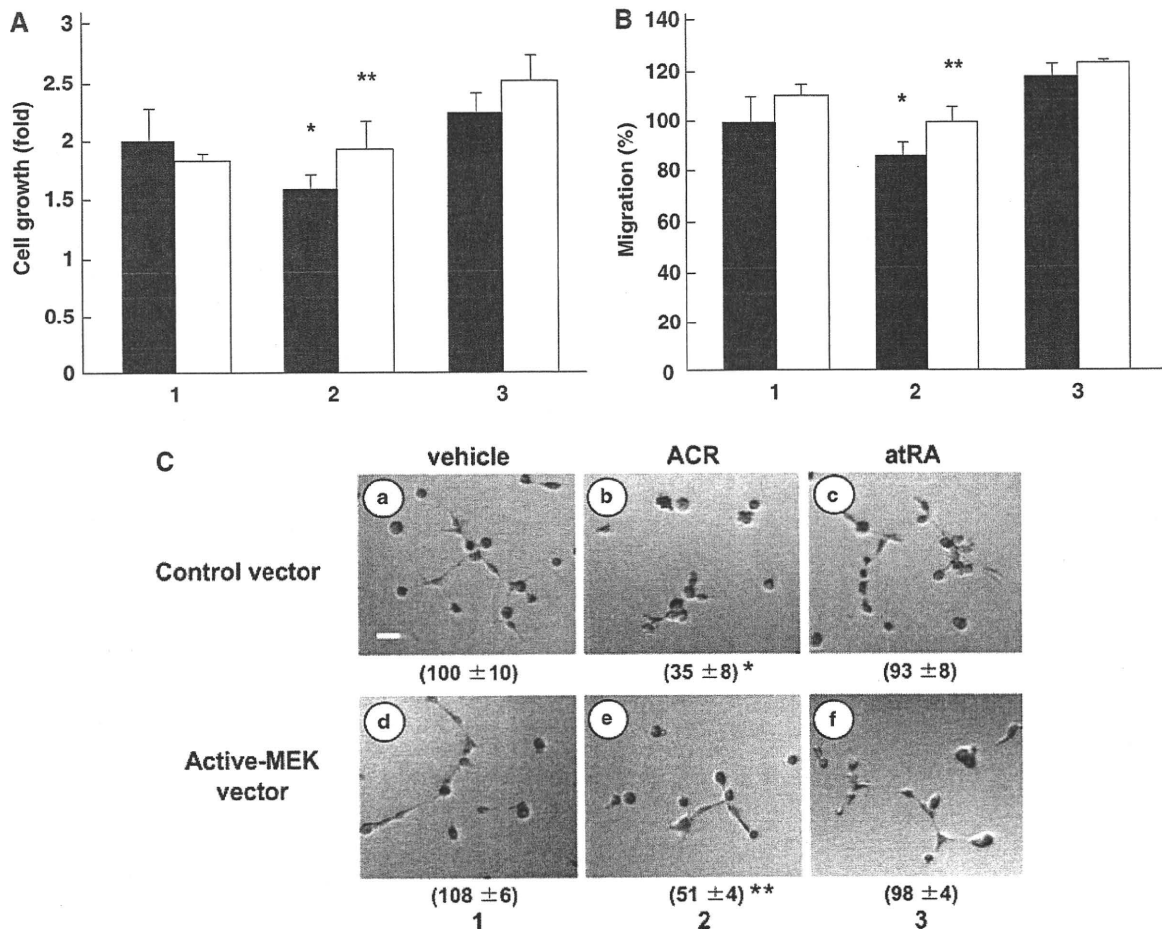 A
Cell growth (fold)
3
2.5
2
1.5
1
0.5
0
*
**
1 2 3
B
Migration (%)
140
120
100
80
60
40
20
0
*
**
1 2 3
C
vehicle ACR atRA
Control vector
a b c
(100 ±10) (35 ±8) * (93 ±8)
Active-MEK
vector
d e f
(108 ±6) (51 ±4) ** (98 ±4)
1 2 3